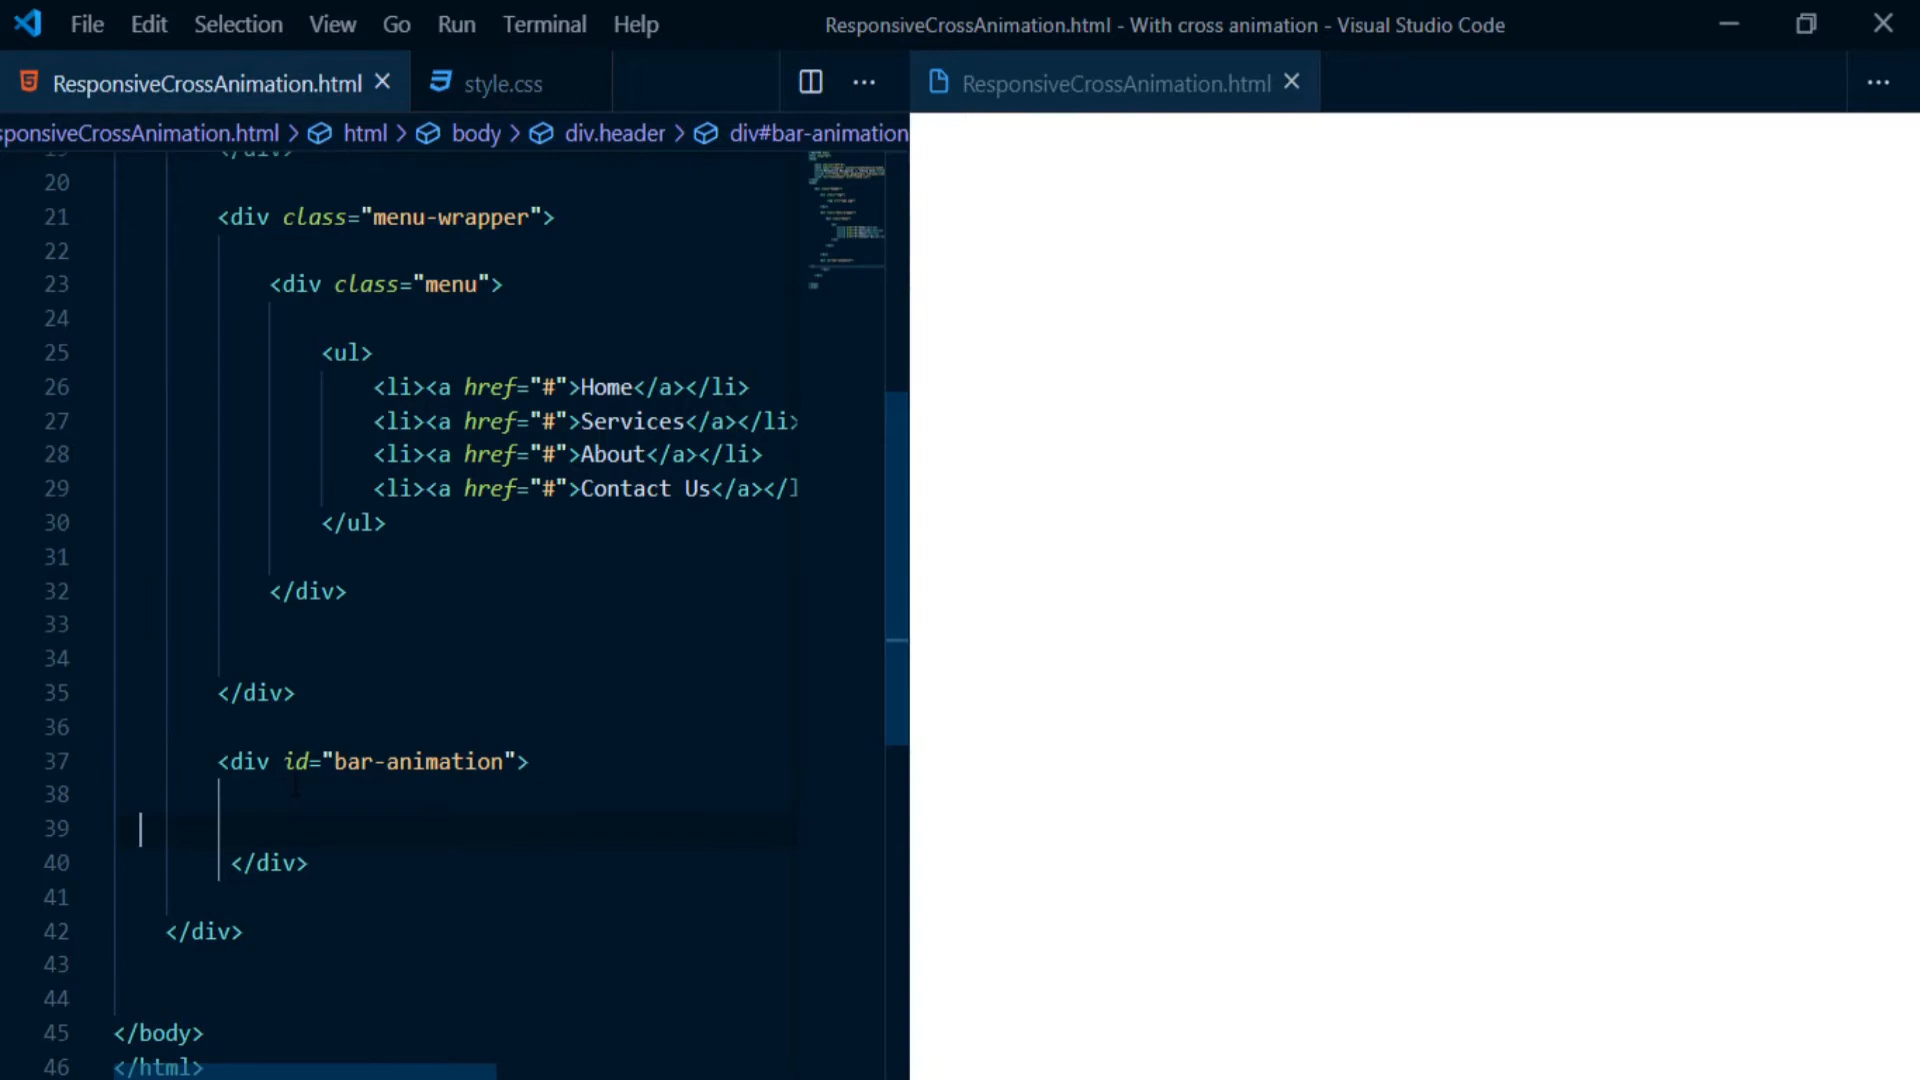 File Edit Selection View Go Run Terminal Help
ResponsiveCrossAnimation.html - With cross animation - Visual Studio Code
ResponsiveCrossAnimation.html
style.css
ResponsiveCrossAnimation.html
sponsiveCrossAnimation.html > html > body > div.header > div#bar-animation
19 </div>
20
21 <div class="menu-wrapper">
22
23 <div class="menu">
24
25 <ul>
26 <li><a href="#">Home</a></li>
27 <li><a href="#">Services</a></li>
28 <li><a href="#">About</a></li>
29 <li><a href="#">Contact Us</a></l
30 </ul>
31
32 </div>
33
34
35 </div>
36
37 <div id="bar-animation">
38
39
40 </div>
41
42 </div>
43
44
45 </body>
46 </html>